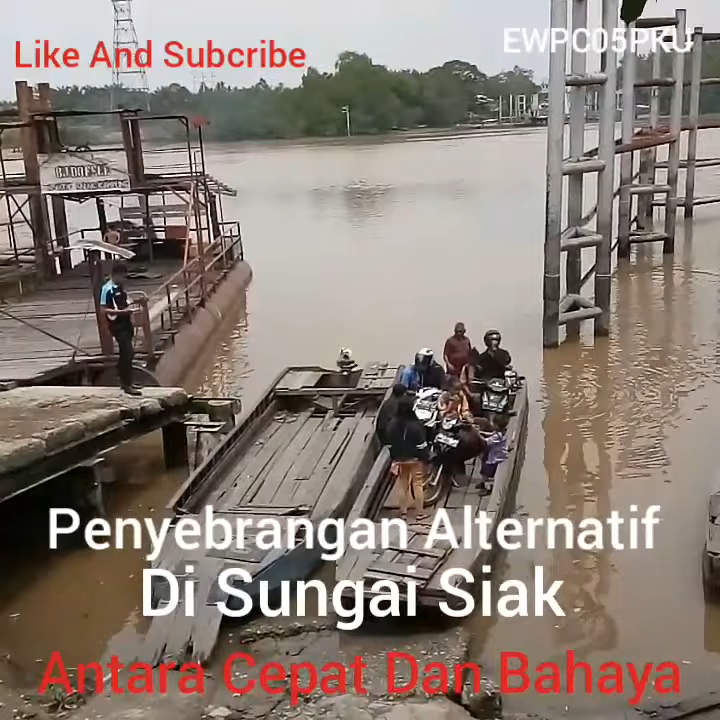 EWPC05PKU
Like And Subcribe
Penyebrangan Alternatif
Di Sungai Siak
Antara Cepat Dan Bahaya